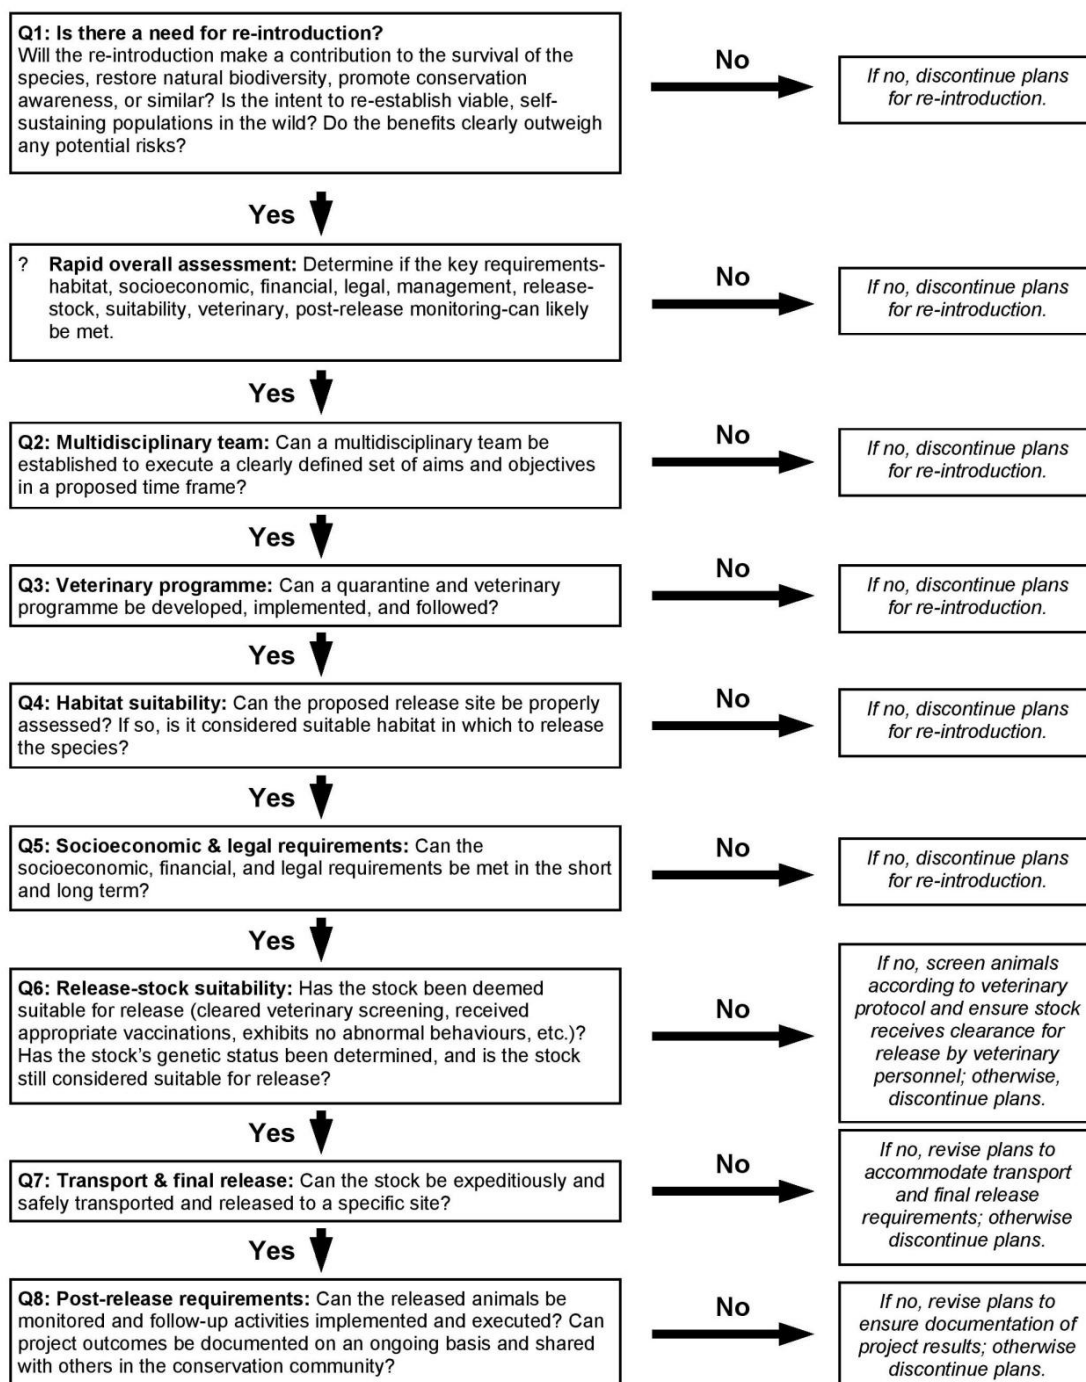 Q1: Is there a need for re-introduction?
Will the re-introduction make a contribution to the survival of the
species, restore natural biodiversity, promote conservation
awareness, or similar? Is the intent to re-establish viable, self-
sustaining populations in the wild? Do the benefits clearly outweigh
any potential risks?
No
If no, discontinue plans
for re-introduction.
Yes
? Rapid overall assessment: Determine if the key requirements-
habitat, socioeconomic, financial, legal, management, release-
stock, suitability, veterinary, post-release monitoring-can likely
be met.
No
If no, discontinue plans
for re-introduction.
Yes
Q2: Multidisciplinary team: Can a multidisciplinary team be
established to execute a clearly defined set of aims and objectives
in a proposed time frame?
No
If no, discontinue plans
for re-introduction.
Yes
Q3: Veterinary programme: Can a quarantine and veterinary
programme be developed, implemented, and followed?
No
If no, discontinue plans
for re-introduction.
Yes
Q4: Habitat suitability: Can the proposed release site be properly
assessed? If so, is it considered suitable habitat in which to release
the species?
No
If no, discontinue plans
for re-introduction.
Yes
Q5: Socioeconomic & legal requirements: Can the
socioeconomic, financial, and legal requirements be met in the short
and long term?
No
If no, discontinue plans
for re-introduction.
Yes
Q6: Release-stock suitability: Has the stock been deemed
suitable for release (cleared veterinary screening, received
appropriate vaccinations, exhibits no abnormal behaviours, etc.)?
Has the stock's genetic status been determined, and is the stock
still considered suitable for release?
No
If no, screen animals
according to veterinary
protocol and ensure stock
receives clearance for
release by veterinary
personnel; otherwise,
discontinue plans.
Yes
Q7: Transport & final release: Can the stock be expeditiously and
safely transported and released to a specific site?
No
If no, revise plans to
accommodate transport
and final release
requirements; otherwise
discontinue plans.
Yes
Q8: Post-release requirements: Can the released animals be
monitored and follow-up activities implemented and executed? Can
project outcomes be documented on an ongoing basis and shared
with others in the conservation community?
No
If no, revise plans to
ensure documentation of
project results; otherwise
discontinue plans.